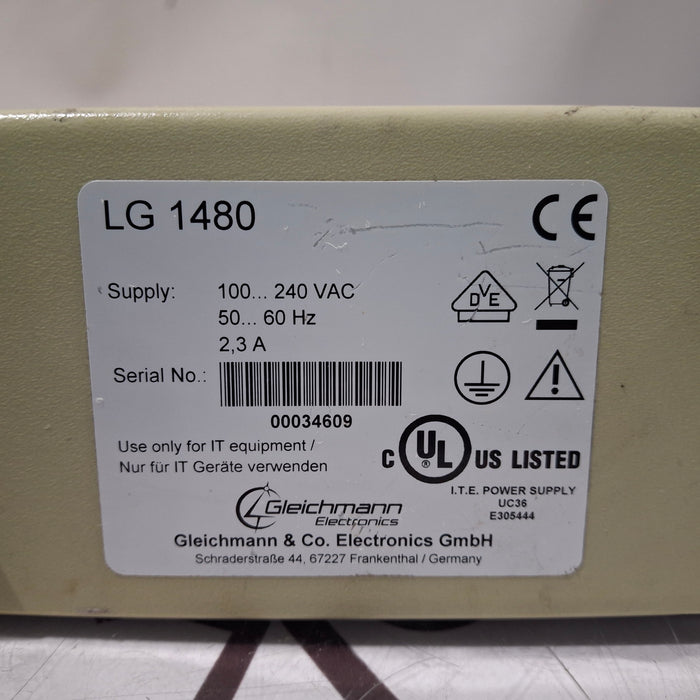 LG 1480
CE
Supply: 100... 240 VAC
50... 60 Hz
2,3 A
DVE
Serial No.:
00034609
Use only for IT equipment /
Nur für IT Geräte verwenden
C UL ® US LISTED
I.T.E. POWER SUPPLY
UC36
E305444
Gleichmann
Electronics
Gleichmann & Co. Electronics GmbH
Schraderstraße 44, 67227 Frankenthal / Germany